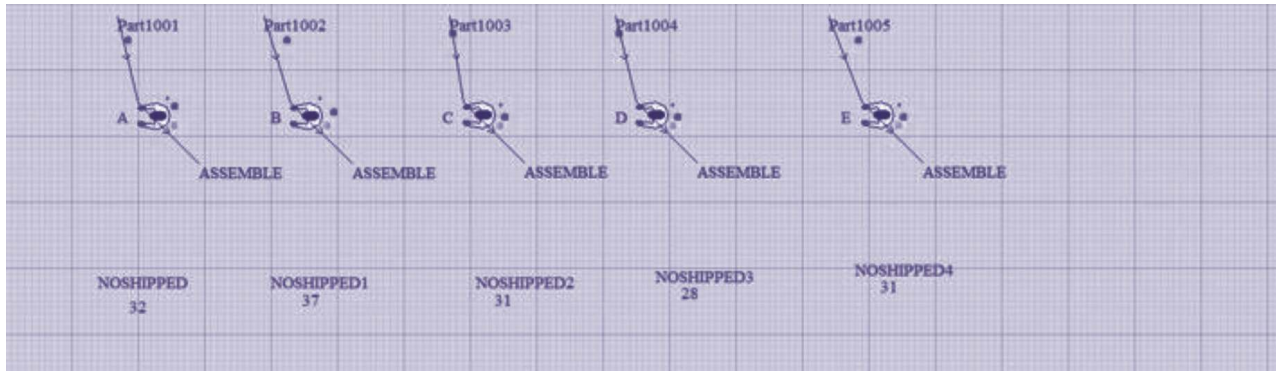 Part1001 Part1002 Part1003 Part1004 Part1005
A B C D E
ASSEMBLE ASSEMBLE ASSEMBLE ASSEMBLE ASSEMBLE
NOSHIPPED NOSHIPPED1 NOSHIPPED2 NOSHIPPED3 NOSHIPPED4
32 37 31 28 31